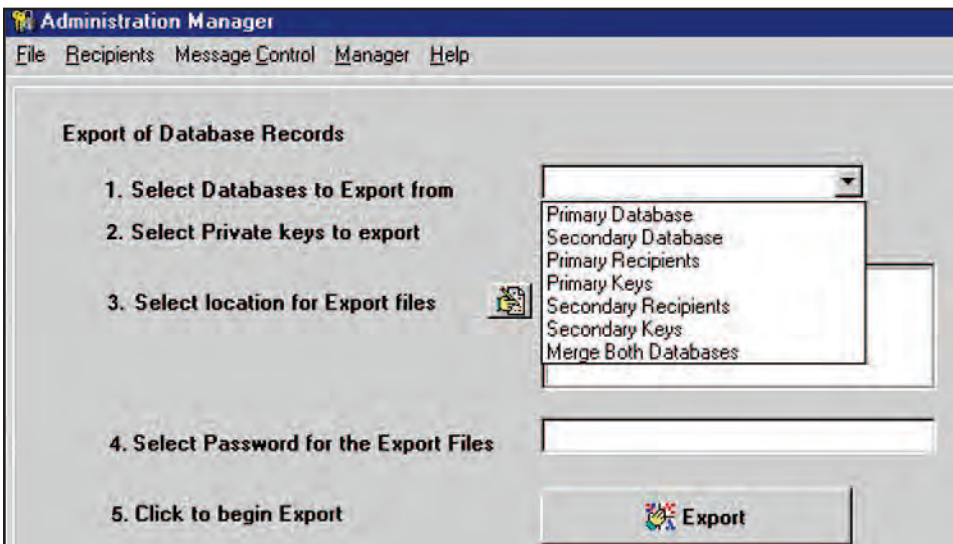 Administration Manager
File Recipients Message Control Manager Help
Export of Database Records
1. Select Databases to Export from
2. Select Private keys to export
3. Select location for Export files
Primary Database
Secondary Database
Primary Recipients
Primary Keys
Secondary Recipients
Secondary Keys
Merge Both Databases
4. Select Password for the Export Files
5. Click to begin Export
Export